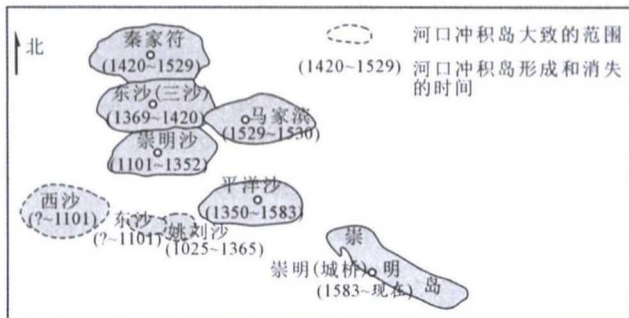 北
秦家符
(1420~1529)
东沙(三沙)
(1369~1420)
马家滨
(1529~1530)
崇明沙
(1101~1352)
平洋沙
(1350~1583)
西沙
(?~1101)
东沙
(?~1101)
姚刘沙
(1025~1365)
崇明岛
崇明(城桥)
(1583~现在)
河口冲积岛大致的范围
(1420~1529) 河口冲积岛形成和消失
的时间